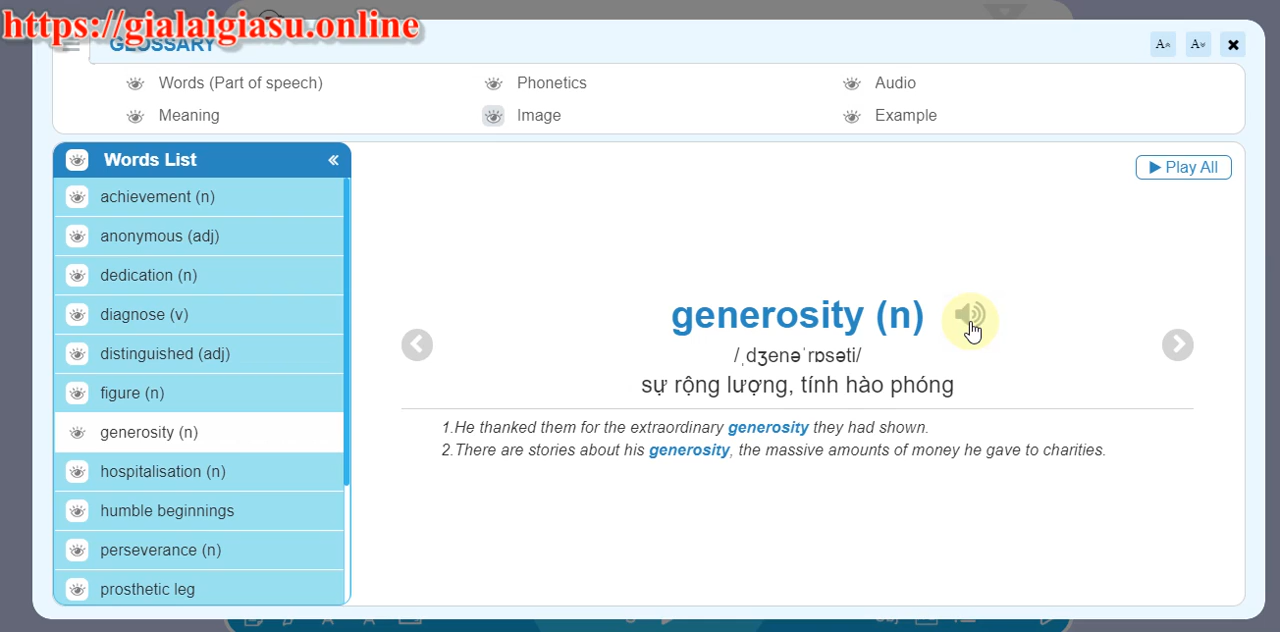 https://gialaigiasu.online
GLOSSARY
Words (Part of speech)
Phonetics
Audio
Meaning
Image
Example
Words List
achievement (n)
anonymous (adj)
dedication (n)
diagnose (v)
distinguished (adj)
figure (n)
generosity (n)
hospitalisation (n)
humble beginnings
perseverance (n)
prosthetic leg
Play All
generosity (n)
/ˌdʒenəˈrɒsəti/
sự rộng lượng, tính hào phóng
1.He thanked them for the extraordinary generosity they had shown.
2.There are stories about his generosity, the massive amounts of money he gave to charities.